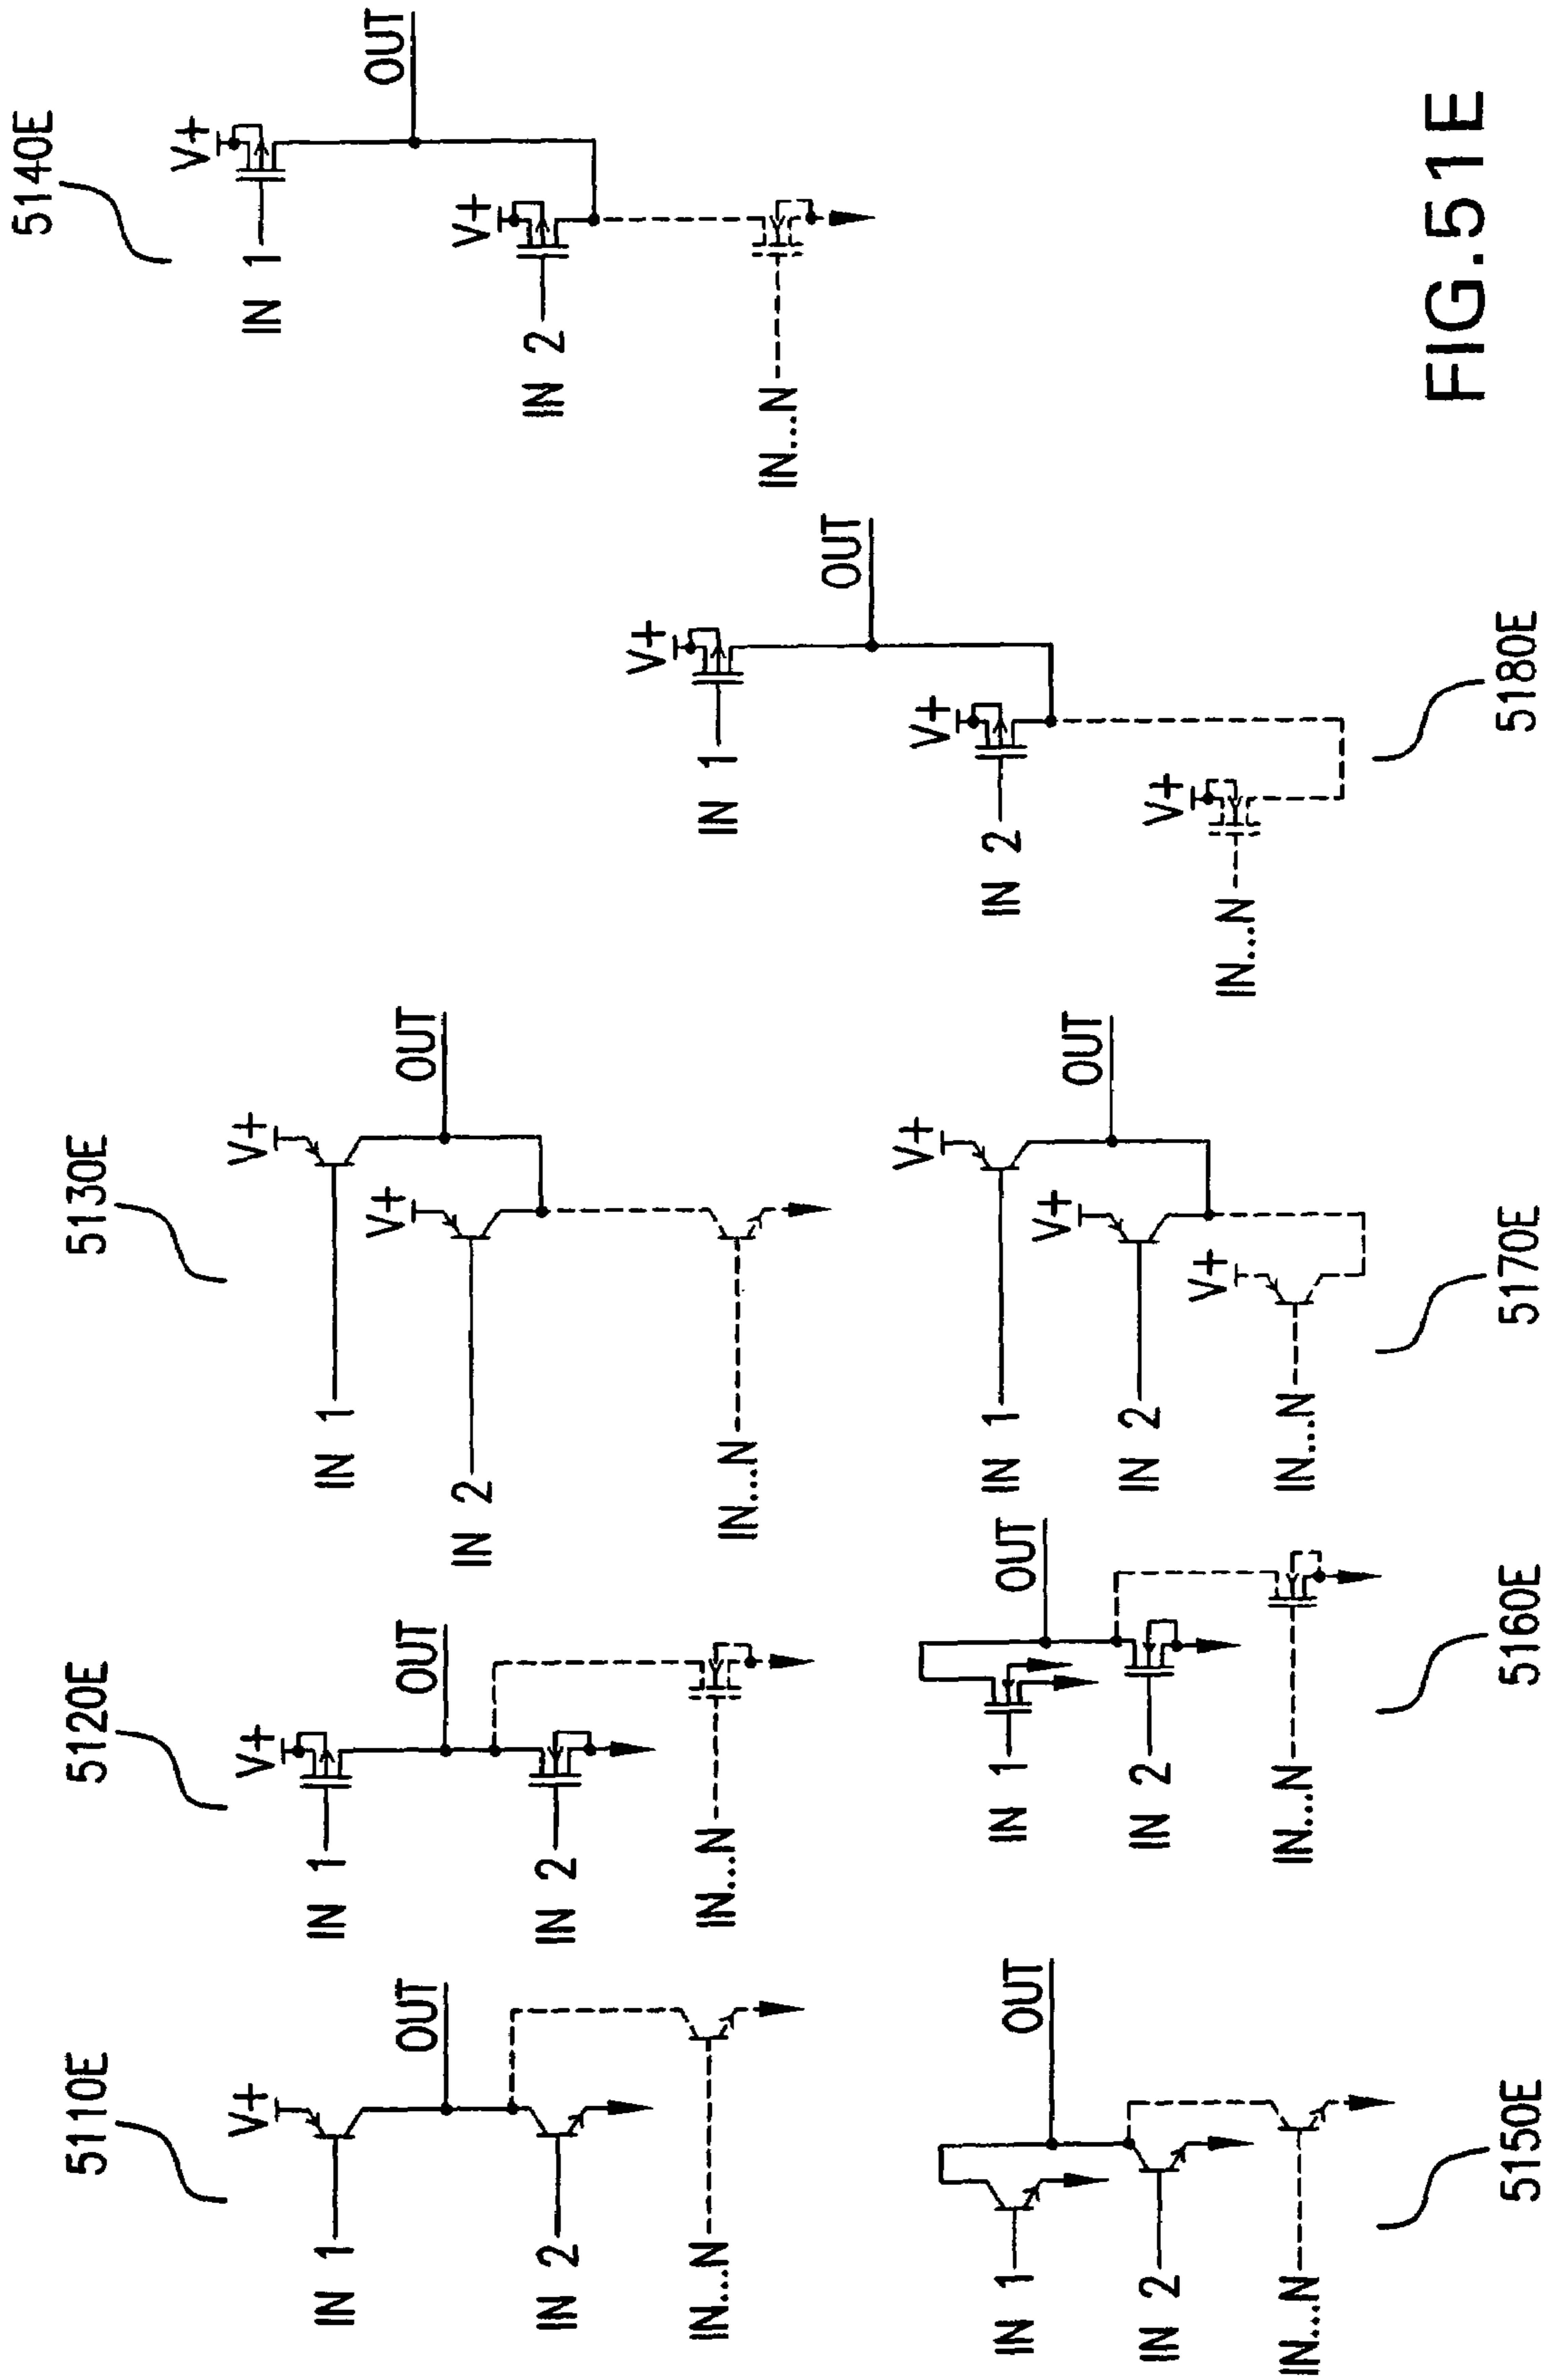 5110E
V+
IN 1
OUT
IN 2
IN...N
5120E
V+
IN 1
OUT
IN 2
IN...N
5130E
V+
IN 1
V+
OUT
IN 2
IN...N
5140E
V+
IN 1
OUT
V+
IN 2
IN...N
OUT
IN 1
IN 2
IN...N
5150E
OUT
IN 1
IN 2
IN...N
5160E
V+
IN 1
OUT
V+
IN 2
V+
IN...N
5170E
V+
IN 1
OUT
V+
IN 2
V+
IN...N
5180E
FIG.51E